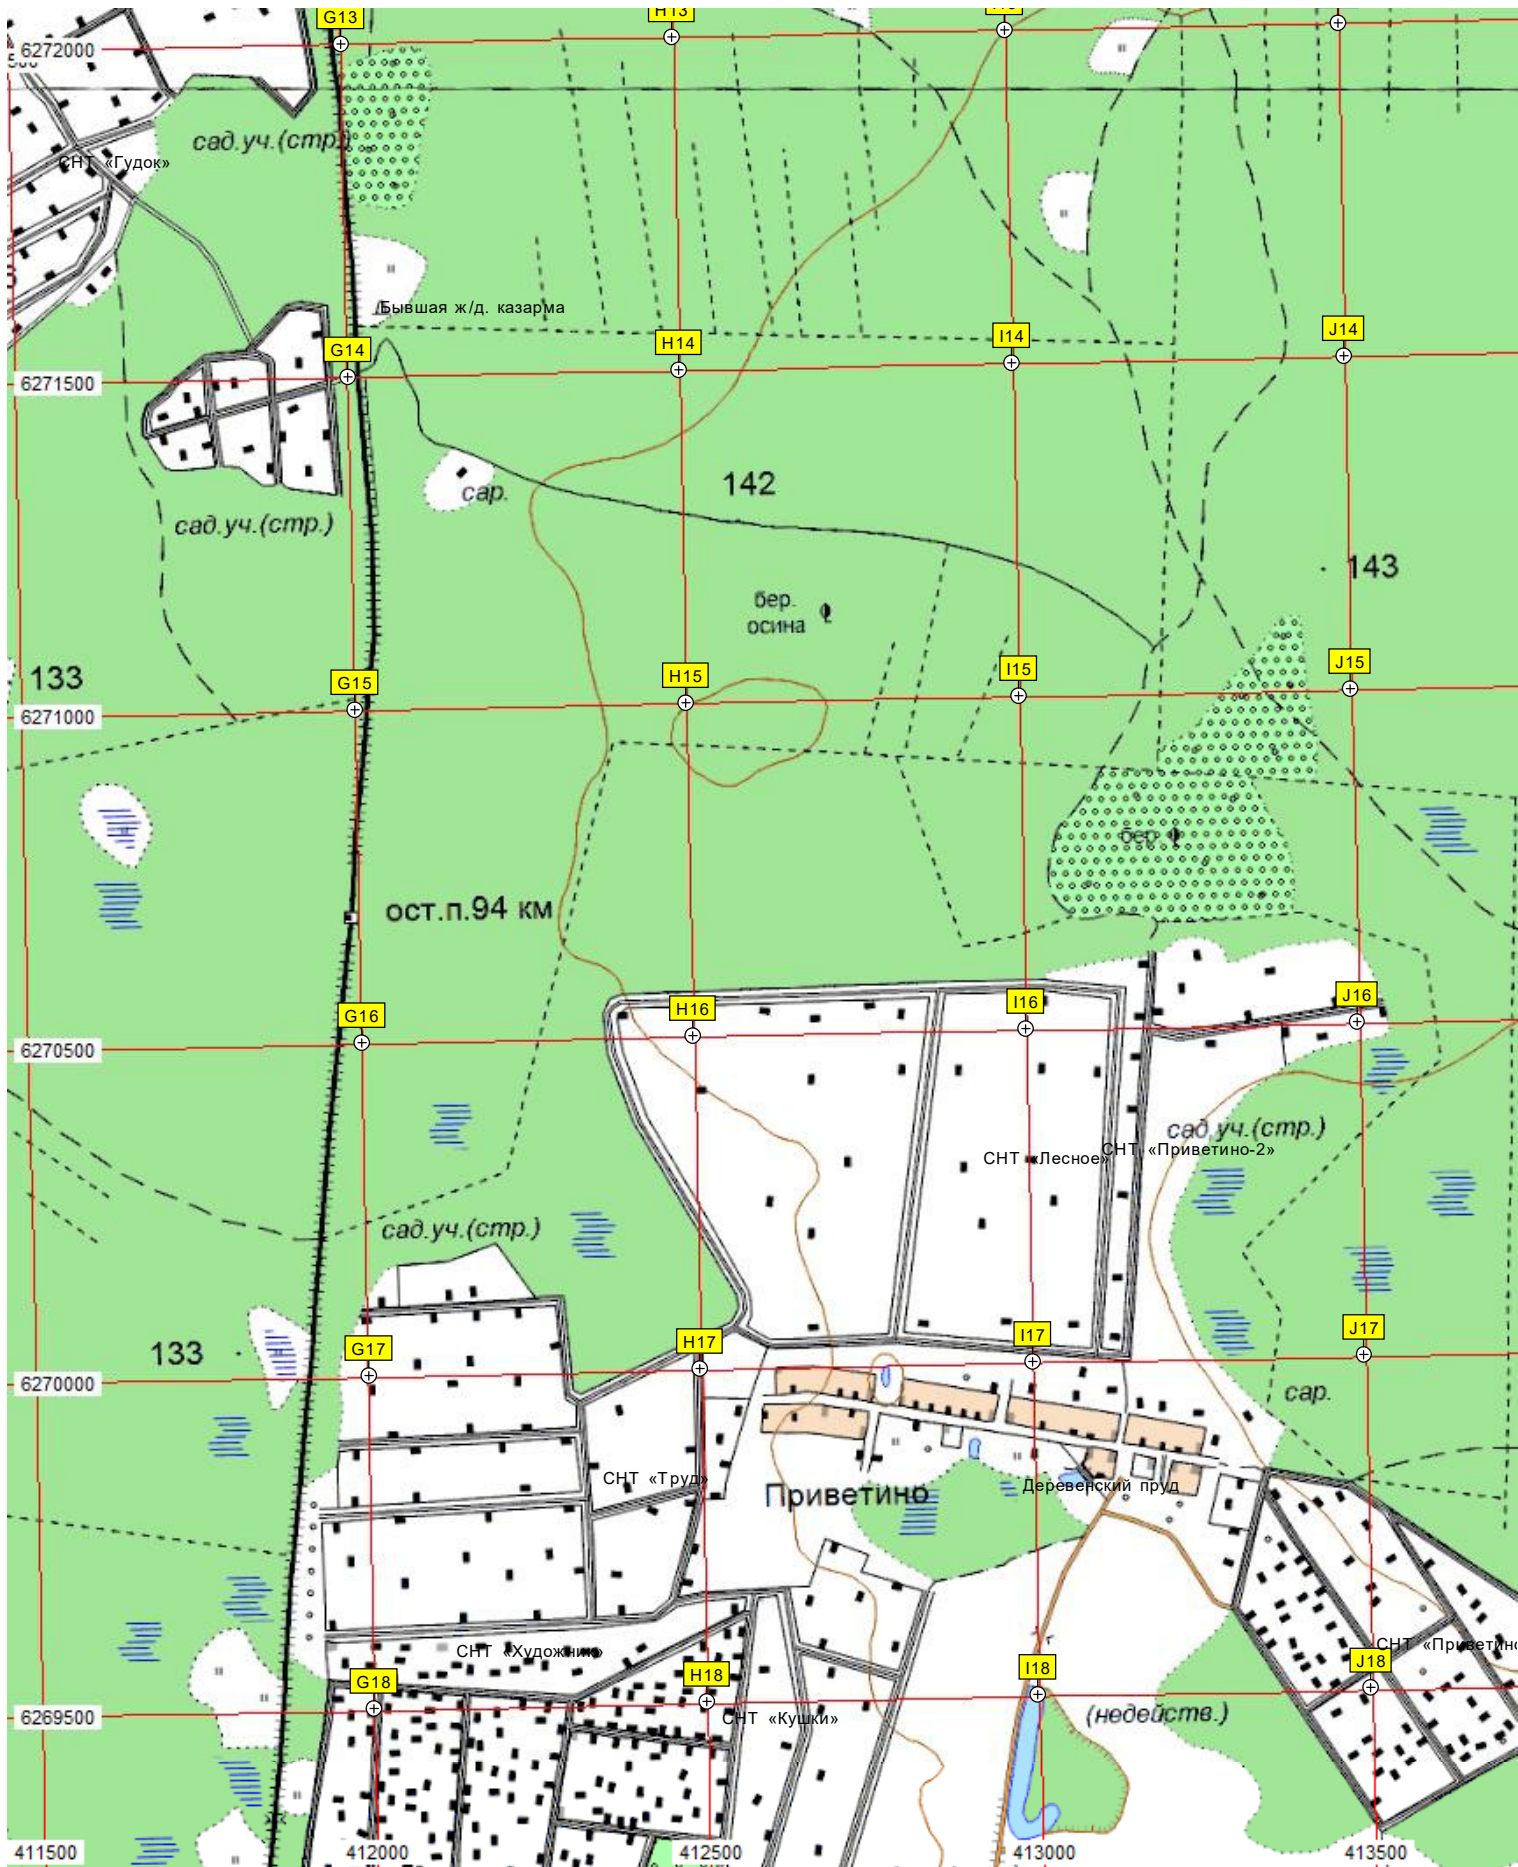 G13
H13
6272000
сад.уч.(стр.)
СНТ «Гудок»
Бывшая ж/д. казарма
G14
H14
I14
J14
6271500
142
сар.
сад.уч.(стр.)
143
бер.
осина
133
G15
H15
I15
J15
6271000
бер
ост.п.94 км
G16
H16
I16
J16
6270500
сад.уч.(стр.)
СНТ «Лесное»
СНТ «Приветино-2»
сад.уч.(стр.)
133
G17
H17
I17
J17
6270000
сар.
СНТ «Труд»
Приветино
Деревенский пруд
СНТ «Художник»
СНТ «Приветино
G18
H18
I18
J18
6269500
СНТ «Кушки»
(недейств.)
411500
412000
412500
413000
413500